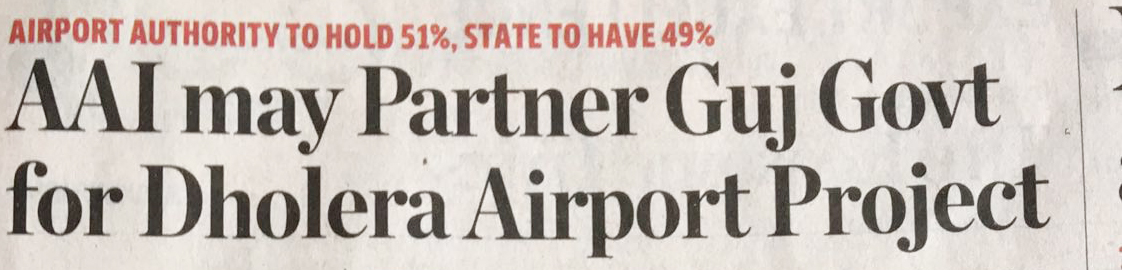 AIRPORT AUTHORITY TO HOLD 51%, STATE TO HAVE 49%
AAI may Partner Guj Govt
for Dholera Airport Project